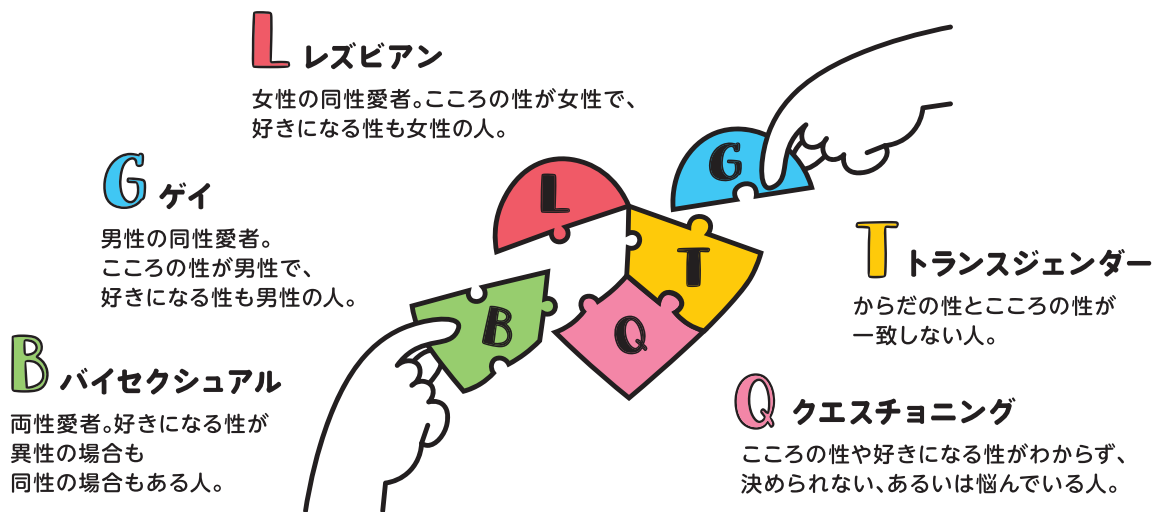 L レズビアン
女性の同性愛者。こころの性が女性で、
好きになる性も女性の人。
G ゲイ
男性の同性愛者。
こころの性が男性で、
好きになる性も男性の人。
B バイセクシュアル
両性愛者。好きになる性が
異性の場合も
同性の場合もある人。
L
G
T
B
Q
T トランスジェンダー
からだの性とこころの性が
一致しない人。
Q クエスチョニング
こころの性や好きになる性がわからず、
決められない、あるいは悩んでいる人。